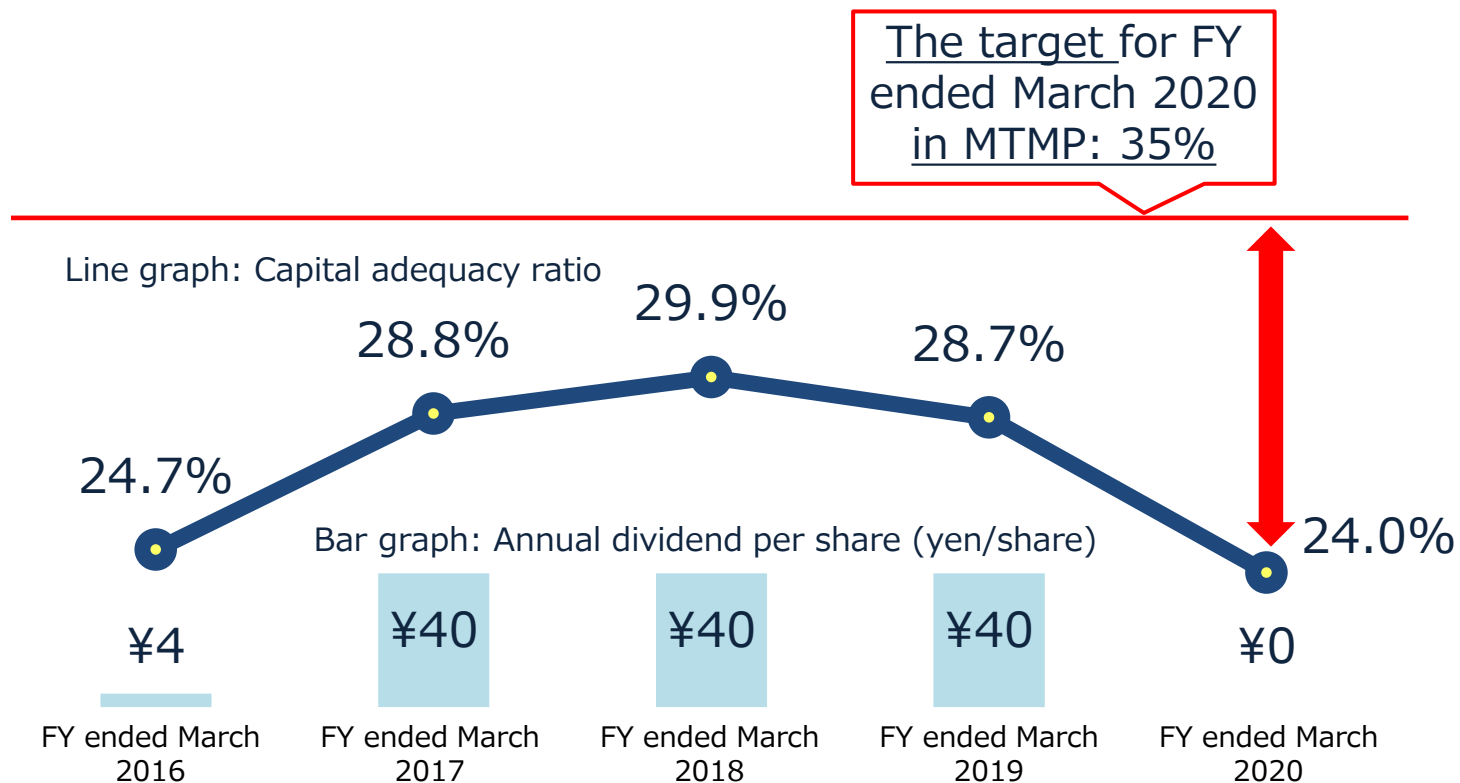 The target for FY
ended March 2020
in MTMP: 35%
Line graph: Capital adequacy ratio
24.7%
28.8%
29.9%
28.7%
24.0%
Bar graph: Annual dividend per share (yen/share)
¥4
¥40
¥40
¥40
¥0
FY ended March
2016
FY ended March
2017
FY ended March
2018
FY ended March
2019
FY ended March
2020